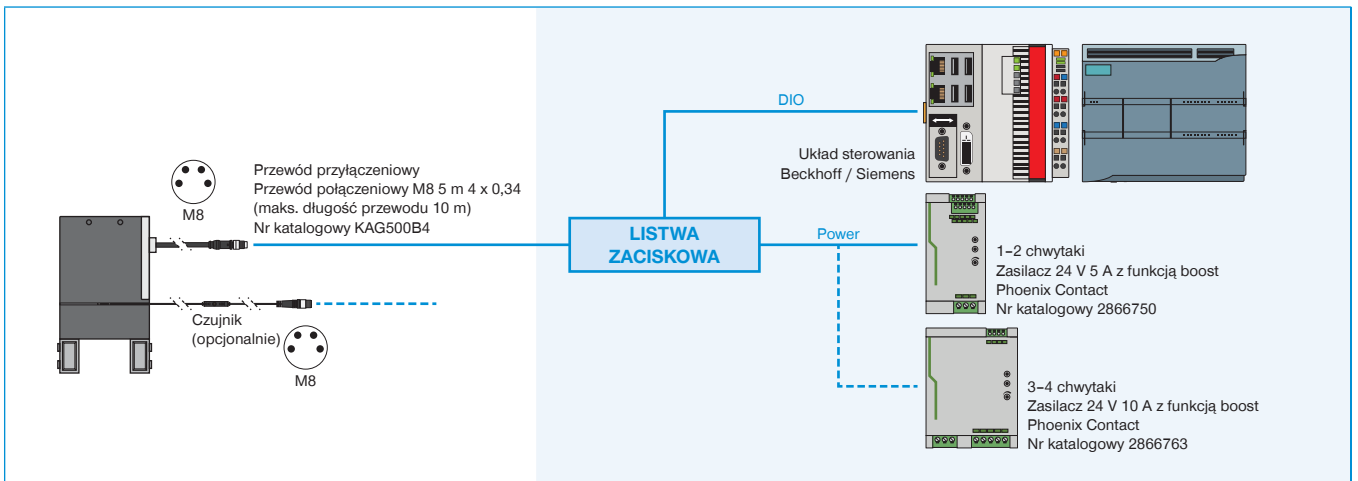 M8
Przewód przyłączeniowy
Przewód połączeniowy M8 5 m 4 x 0,34
(maks. długość przewodu 10 m)
Nr katalogowy KAG500B4
Czujnik
(opcjonalnie)
M8
LISTWA
ZACISKOWA
DIO
Układ sterowania
Beckhoff / Siemens
Power
1–2 chwytaki
Zasilacz 24 V 5 A z funkcją boost
Phoenix Contact
Nr katalogowy 2866750
3–4 chwytaki
Zasilacz 24 V 10 A z funkcją boost
Phoenix Contact
Nr katalogowy 2866763